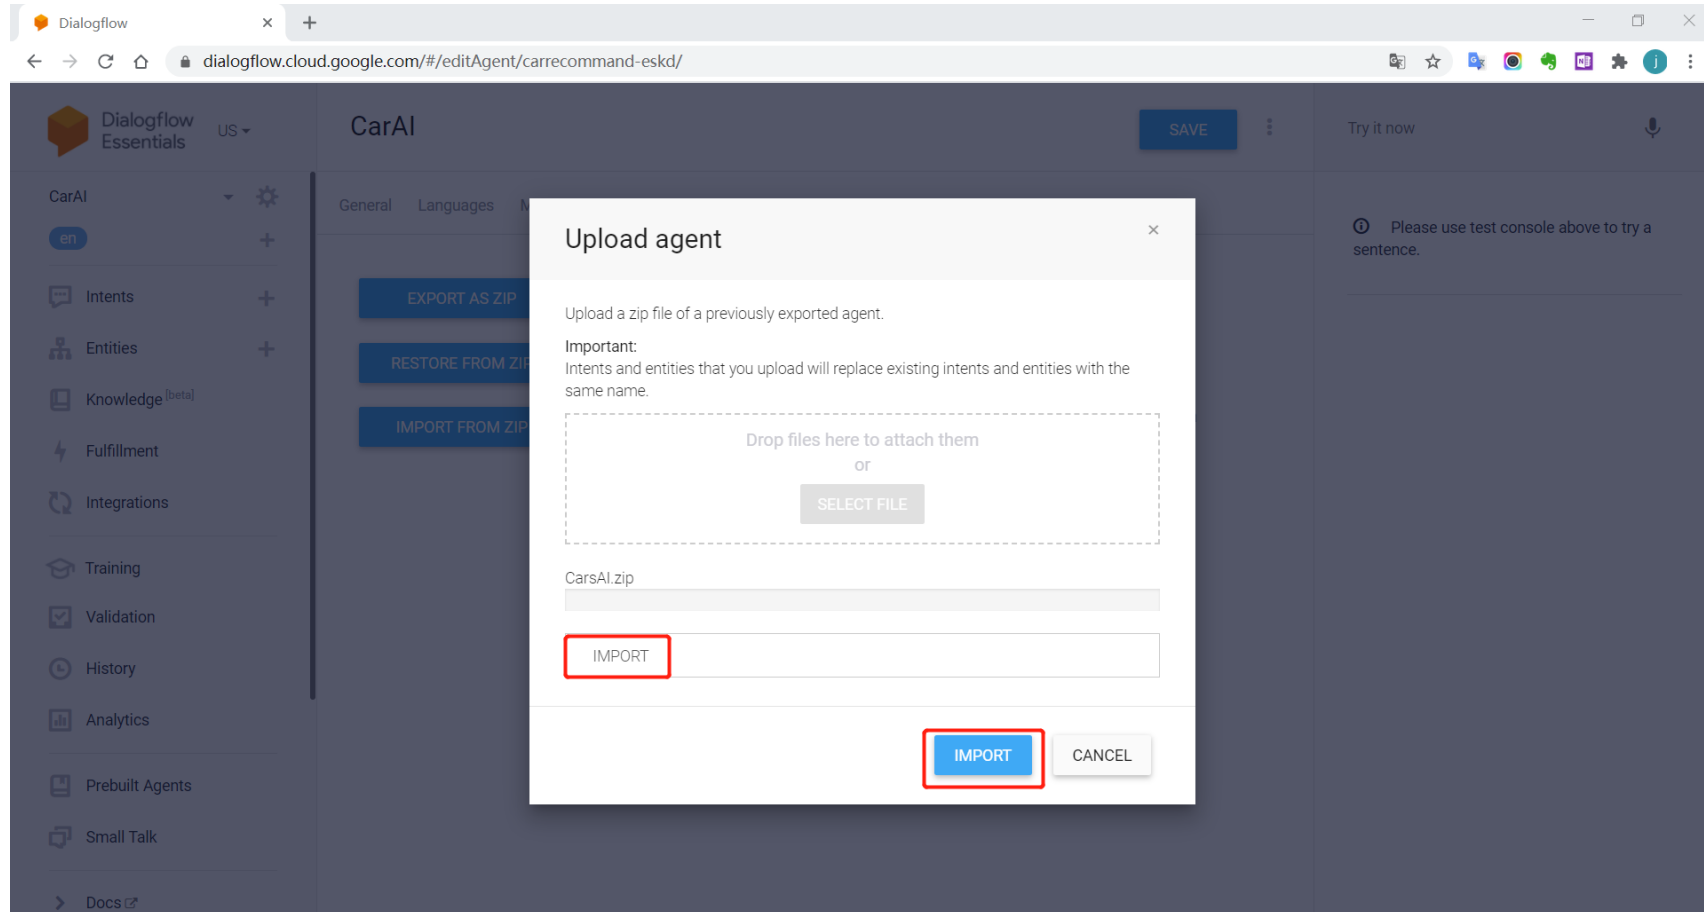 Dialogflow
dialogflow.cloud.google.com/#/editAgent/carrecommand-eskd/
j
Dialogflow
Essentials
US
CarAI
SAVE
Try it now
CarAI
en
General Languages
Please use test console above to try a
sentence.
Intents
Entities
Knowledge [beta]
Fulfillment
Integrations
Training
Validation
History
Analytics
Prebuilt Agents
Small Talk
Docs
EXPORT AS ZIP
RESTORE FROM ZIP
IMPORT FROM ZIP
Upload agent
Upload a zip file of a previously exported agent.
Important:
Intents and entities that you upload will replace existing intents and entities with the
same name.
Drop files here to attach them
or
SELECT FILE
CarsAI.zip
IMPORT
IMPORT
CANCEL